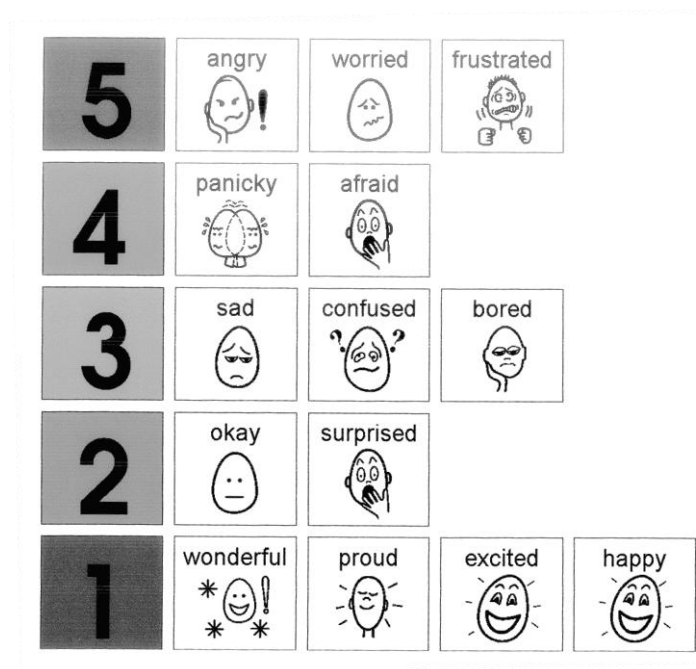 5 angry worried frustrated
4 panicky afraid
3 sad confused bored
? ?
2 okay surprised
1 wonderful proud excited happy